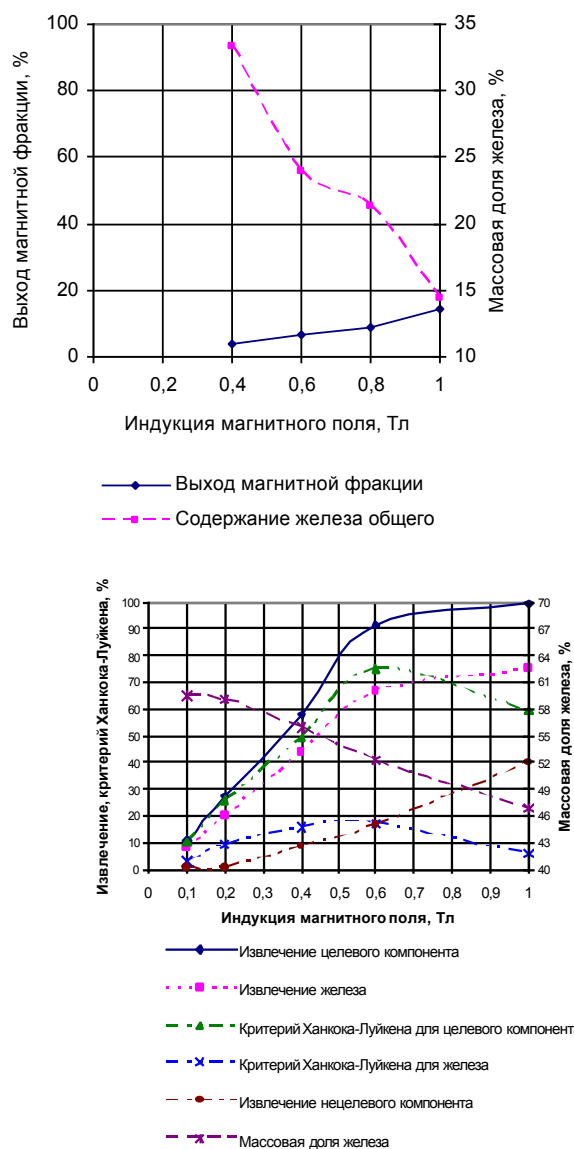 100
80
60
40
20
0
35
30
25
20
15
10
0 0,2 0,4 0,6 0,8 1
Выход магнитной фракции, %
Массовая доля железа, %
Индукция магнитного поля, Тл
Выход магнитной фракции
Содержание железа общего
100
90
80
70
60
50
40
30
20
10
0
70
67
64
61
58
55
52
49
46
43
40
0 0,1 0,2 0,3 0,4 0,5 0,6 0,7 0,8 0,9 1
Извлечение, критерий Ханкока-Луйкена, %
Массовая доля железа, %
Индукция магнитного поля, Тл
Извлечение целевого компонента
Извлечение железа
Критерий Ханкока-Луйкена для целевого компонент
Критерий Ханкока-Луйкена для железа
Извлечение нецелевого компонента
Массовая доля железа